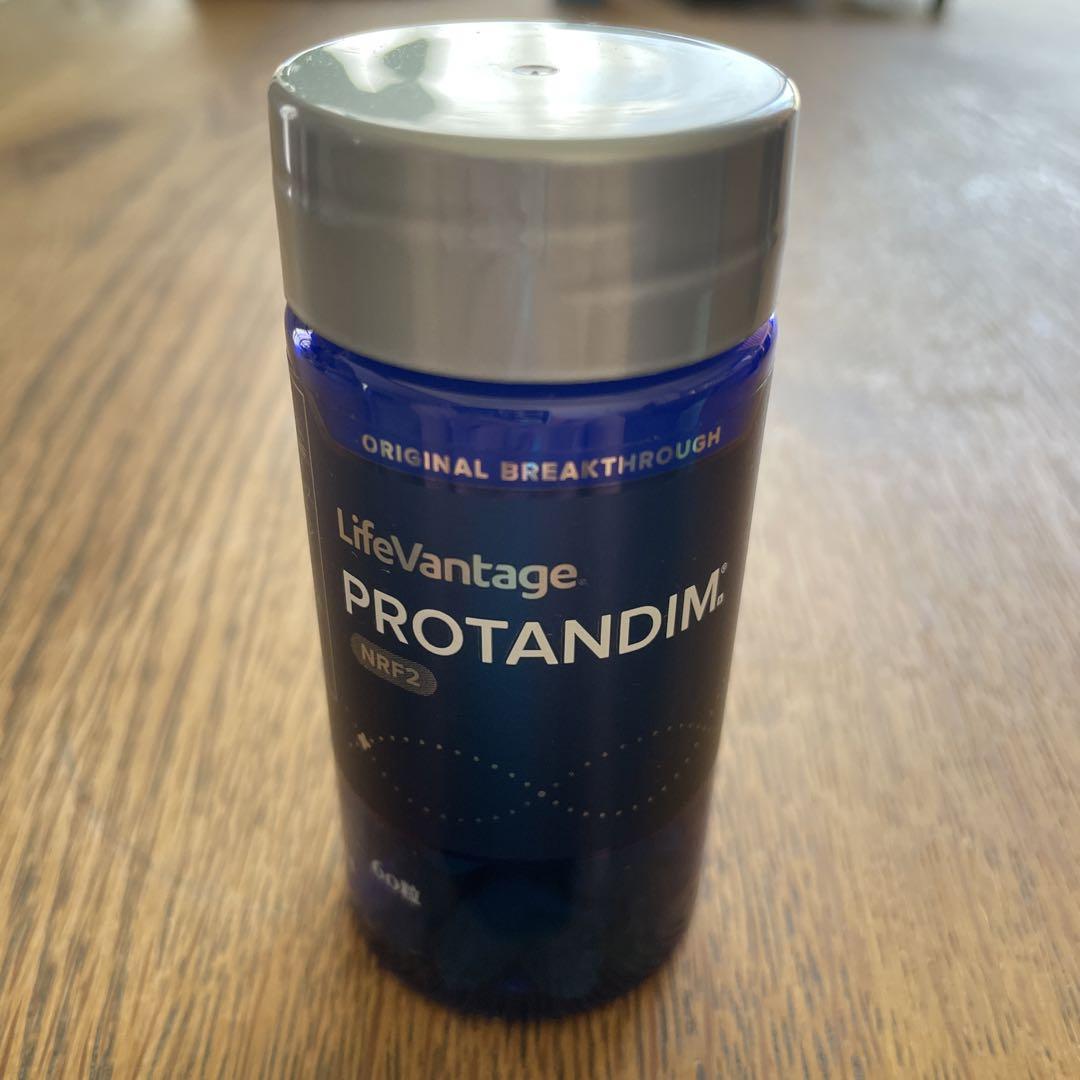 ORIGINAL BREAKTHROUGH
LifeVantage
PROTANDIM®
NRF2
60粒